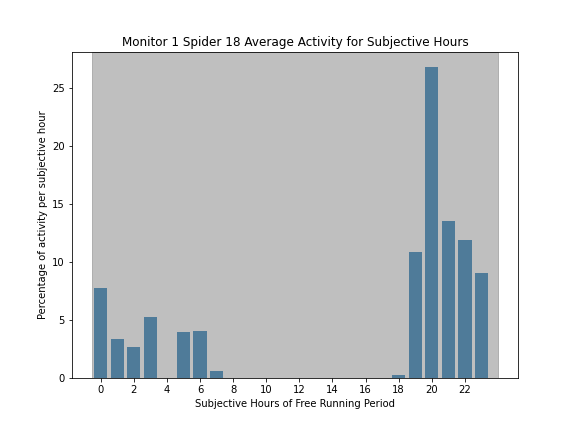 Monitor 1 Spider 18 Average Activity for Subjective Hours
Percentage of activity per subjective hour
25
20
15
10
5
0
0 2 4 6 8 10 12 14 16 18 20 22
Subjective Hours of Free Running Period